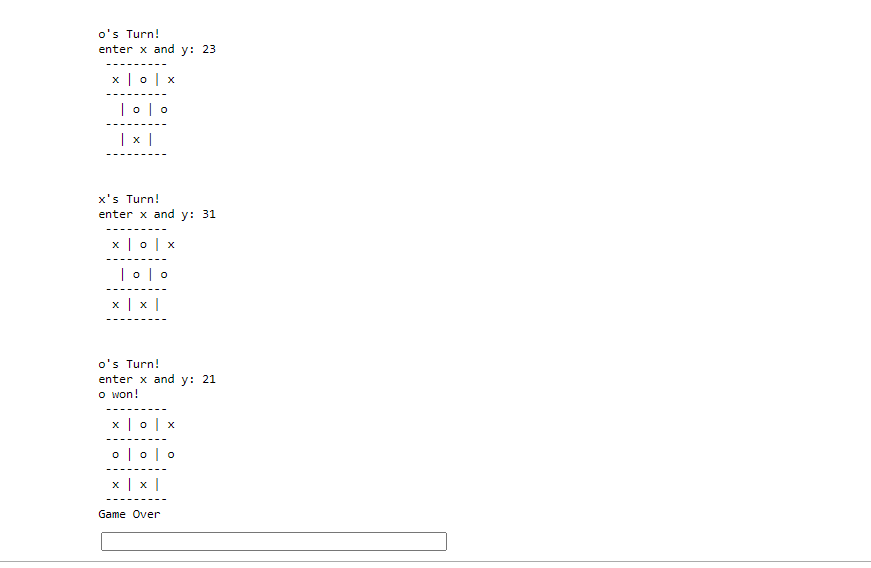 o's Turn!
enter x and y: 23
---------
x | o | x
---------
| o | o
---------
| x |
---------
x's Turn!
enter x and y: 31
---------
x | o | x
---------
| o | o
---------
x | x |
---------
o's Turn!
enter x and y: 21
o won!
---------
x | o | x
---------
o | o | o
---------
x | x |
---------
Game Over